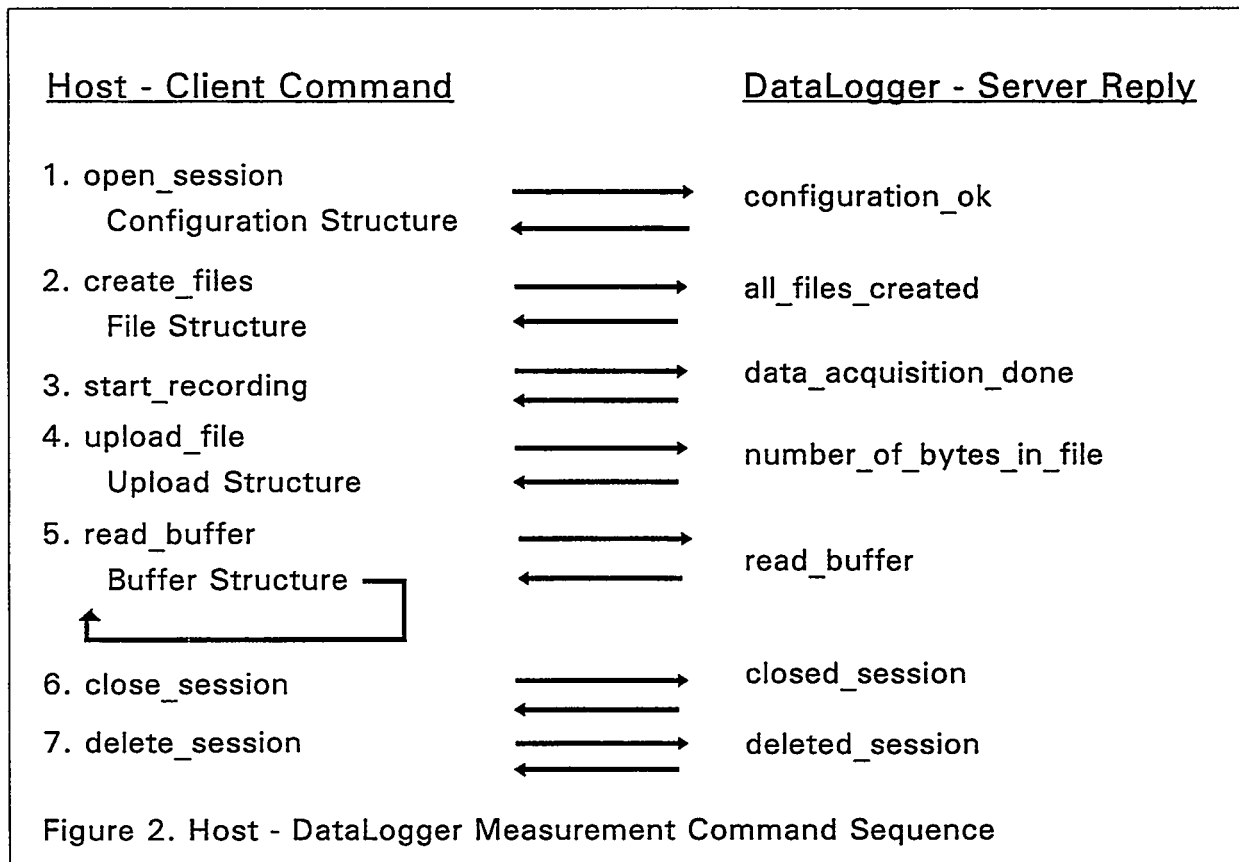 Host - Client Command
DataLogger - Server Reply
1. open_session
configuration_ok
Configuration Structure
2. create_files
all_files_created
File Structure
3. start_recording
data_acquisition_done
4. upload_file
number_of_bytes_in_file
Upload Structure
5. read_buffer
read_buffer
Buffer Structure
6. close_session
closed_session
7. delete_session
deleted_session
Figure 2. Host - DataLogger Measurement Command Sequence